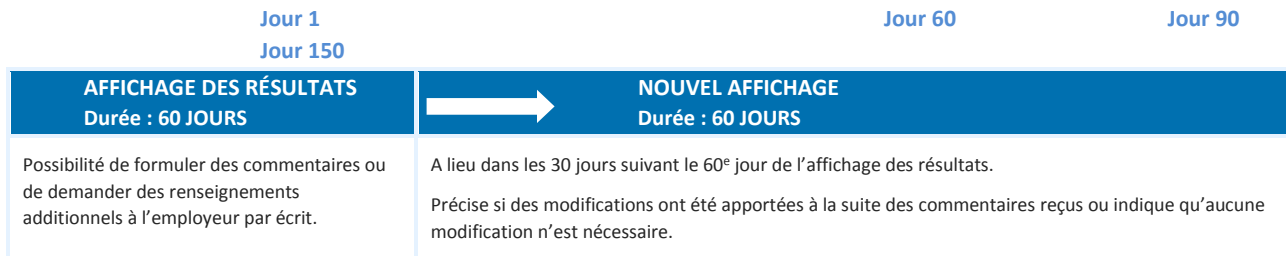 Jour 1 Jour 60 Jour 90
Jour 150
AFFICHAGE DES RÉSULTATS
Durée : 60 JOURS
NOUVEL AFFICHAGE
Durée : 60 JOURS
Possibilité de formuler des commentaires ou
de demander des renseignements
additionnels à l’employeur par écrit.
A lieu dans les 30 jours suivant le 60e jour de l’affichage des résultats.
Précise si des modifications ont été apportées à la suite des commentaires reçus ou indique qu’aucune
modification n’est nécessaire.